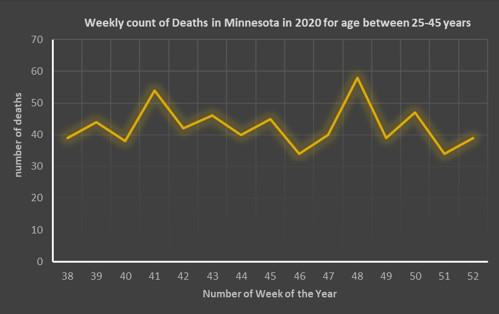 Weekly count of Deaths in Minnesota in 2020 for age between 25-45 years
70
60
50
40
30
20
10
0
number of deaths
38 39 40 41 42 43 44 45 46 47 48 49 50 51 52
Number of Week of the Year